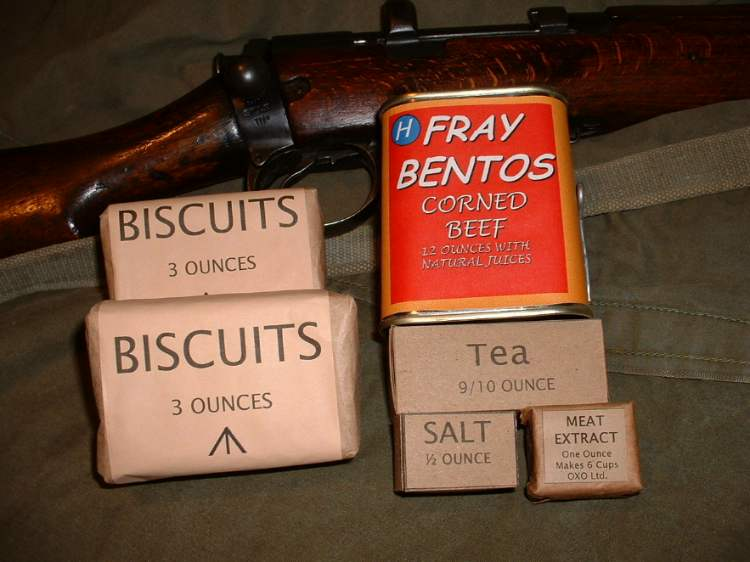 BISCUITS
3 OUNCES
BISCUITS
3 OUNCES
H FRAY
BENTOS
CORNED
BEEF
12 OUNCES WITH
NATURAL JUICES
Tea
9/10 OUNCE
SALT
½ OUNCE
MEAT
EXTRACT
One Ounce
Makes 6 Cups
OXO Ltd.